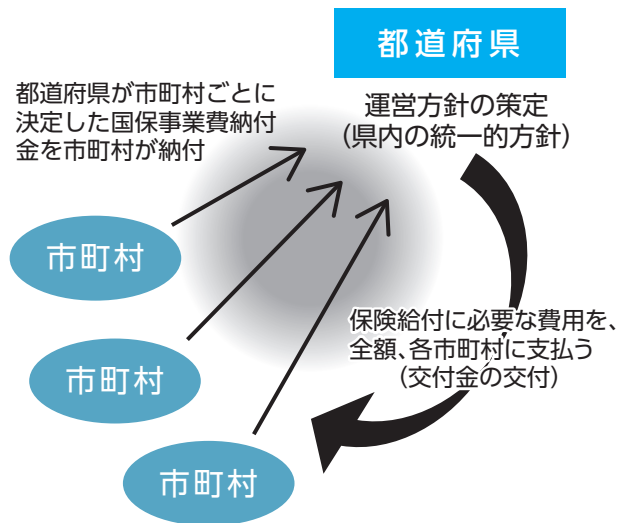 都道府県
運営方針の策定
(県内の統一的方針)
都道府県が市町村ごとに
決定した国保事業費納付
金を市町村が納付
市町村
市町村
市町村
保険給付に必要な費用を、
全額、各市町村に支払う
(交付金の交付)